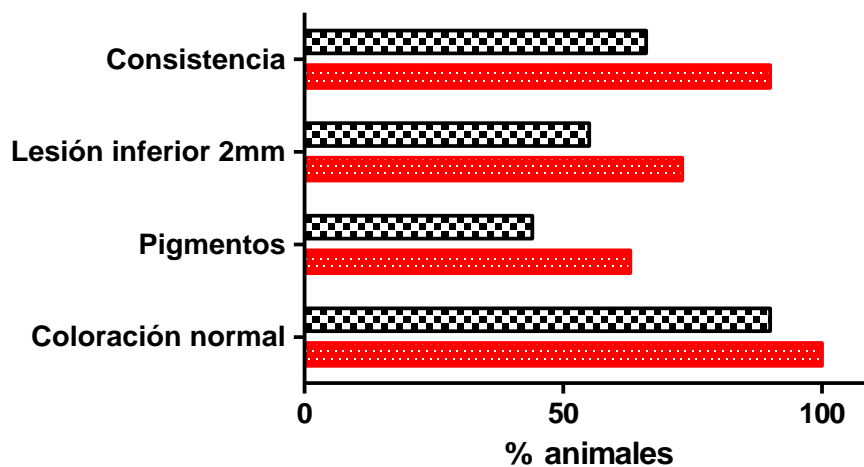 Consistencia
Lesión inferior 2mm
Pigmentos
Coloración normal
0 50 100
% animales